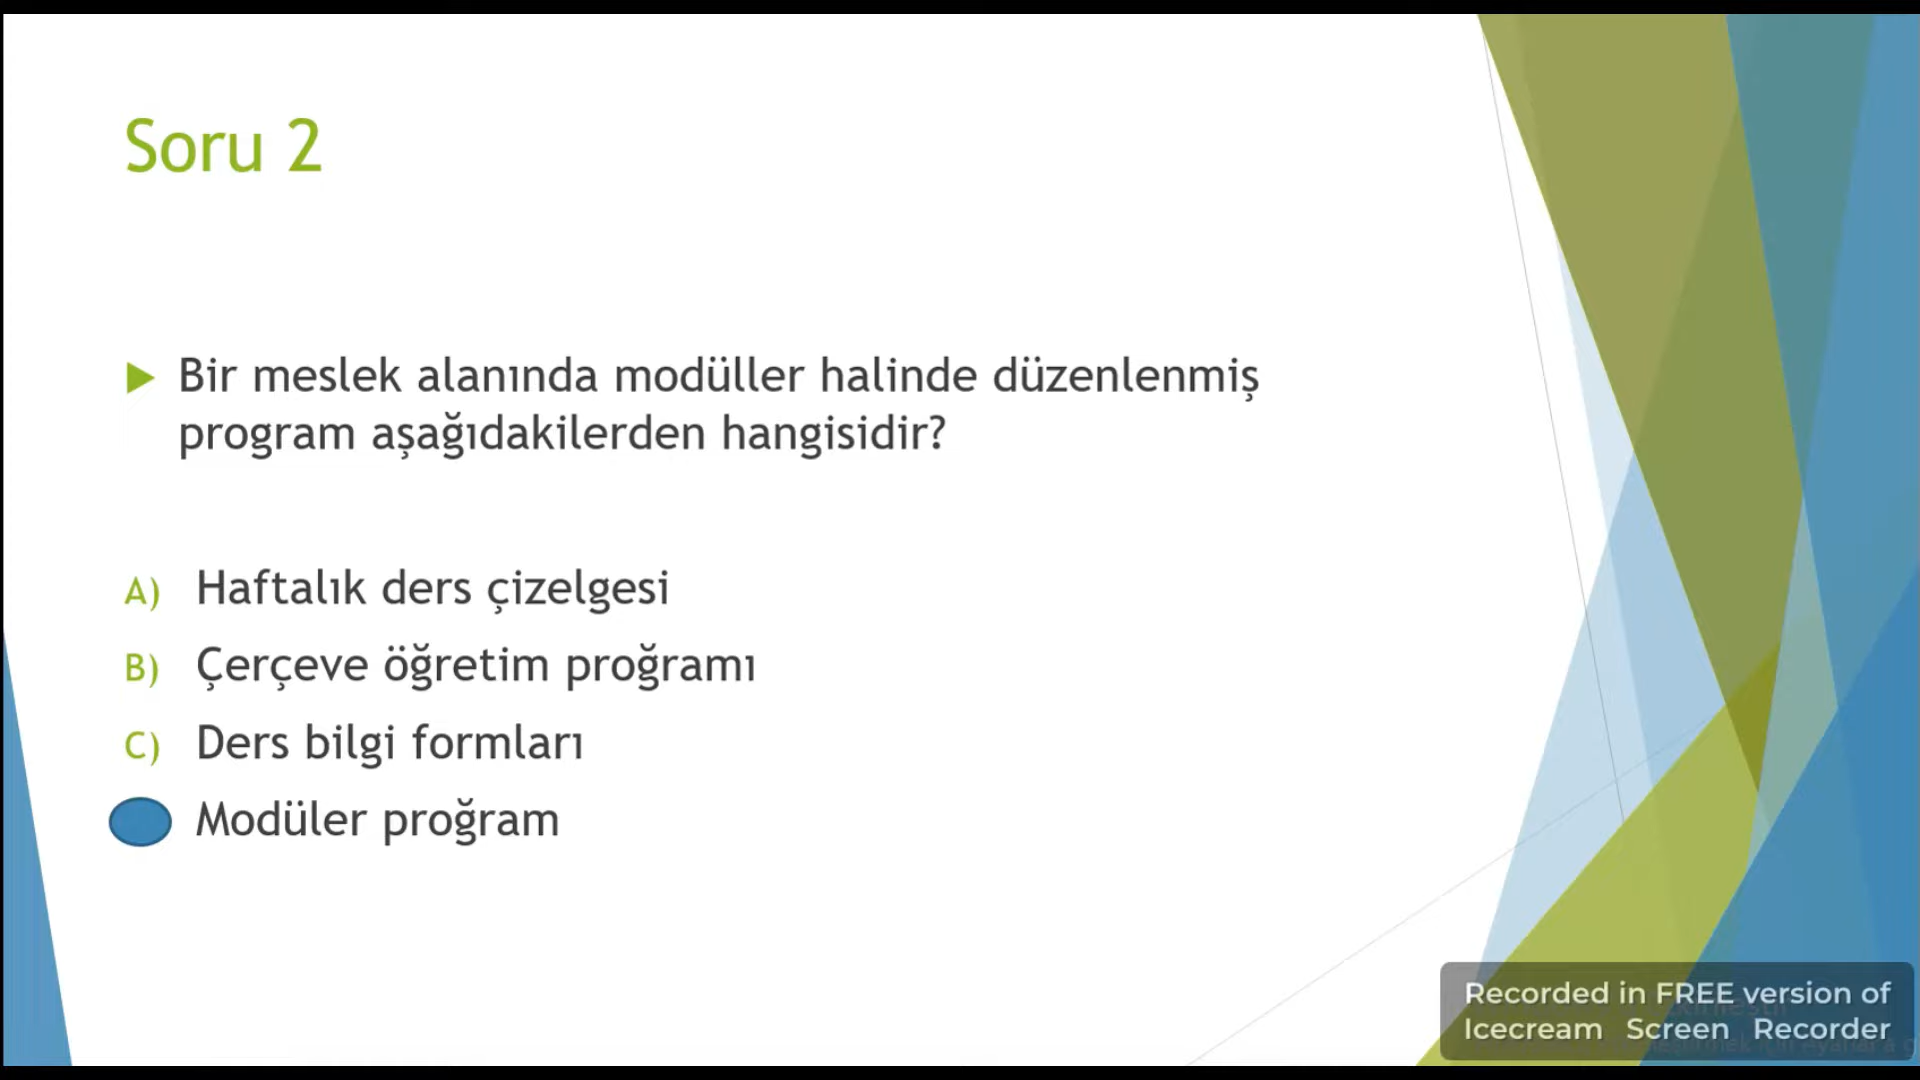 Soru 2
Bir meslek alanında modüller halinde düzenlenmiş
program aşağıdakilerden hangisidir?
A) Haftalık ders çizelgesi
B) Çerçeve öğretim proğramı
C) Ders bilgi formları
Modüler proğram
Recorded in FREE version of
Icecream Screen Recorder